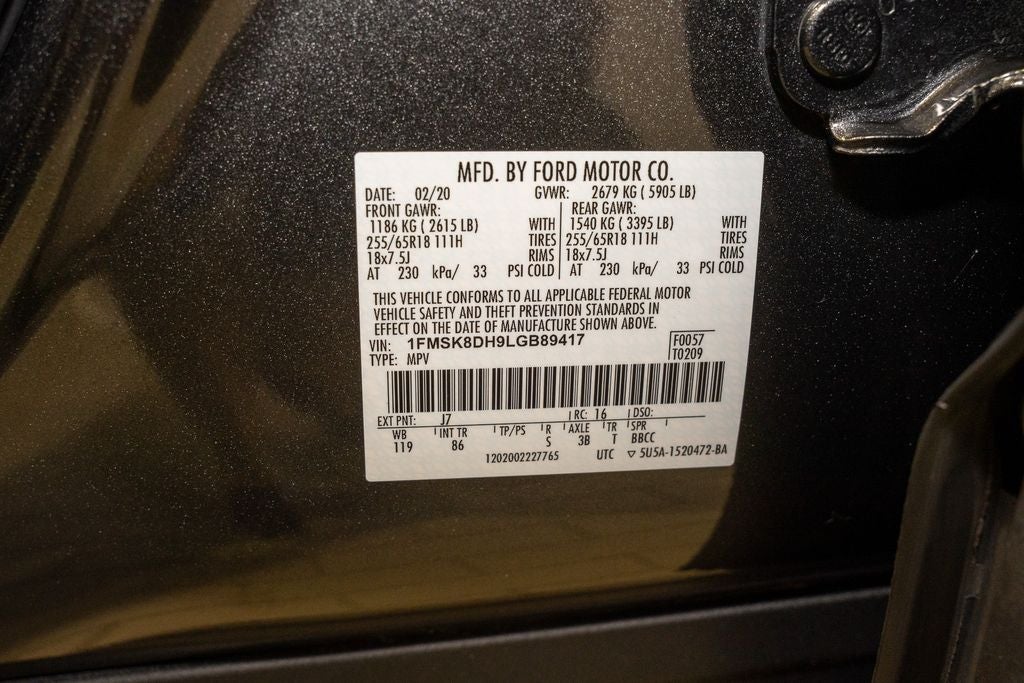 MFD. BY FORD MOTOR CO.
DATE: 02/20 GVWR: 2679 KG ( 5905 LB)
FRONT GAWR: REAR GAWR:
1186 KG ( 2615 LB) WITH 1540 KG ( 3395 LB) WITH
255/65R18 111H TIRES 255/65R18 111H TIRES
18x7.5J RIMS 18x7.5J RIMS
AT 230 kPa/ 33 PSI COLD AT 230 kPa/ 33 PSI COLD
THIS VEHICLE CONFORMS TO ALL APPLICABLE FEDERAL MOTOR
VEHICLE SAFETY AND THEFT PREVENTION STANDARDS IN
EFFECT ON THE DATE OF MANUFACTURE SHOWN ABOVE.
VIN: 1FMSK8DH9LGB89417 F0057
TYPE: MPV T0209
EXT PNT: J7 RC: 16 DSO:
WB INT TR TP/PS R AXLE TR SPR
119 86 S 3B T BBCC
1202002227765 UTC ▽ 5U5A-1520472-BA